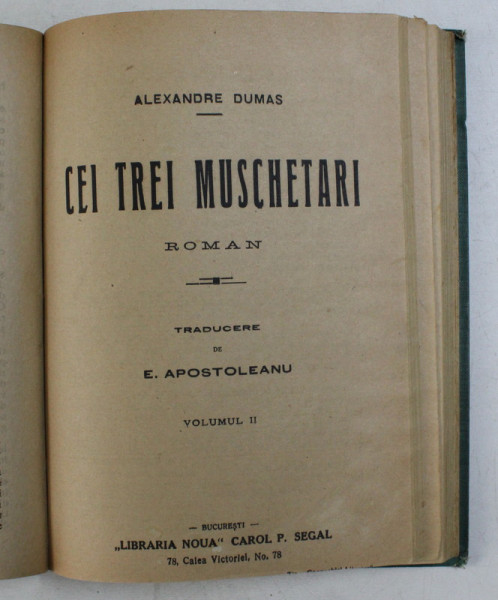 ALEXANDRE DUMAS
CEI TREI MUSCHETARI
ROMAN
TRADUCERE
DE
E. APOSTOLEANU
VOLUMUL II
— BUCUREȘTI —
„LIBRARIA NOUA" CAROL P. SEGAL
78, Calea Victoriei, No. 78